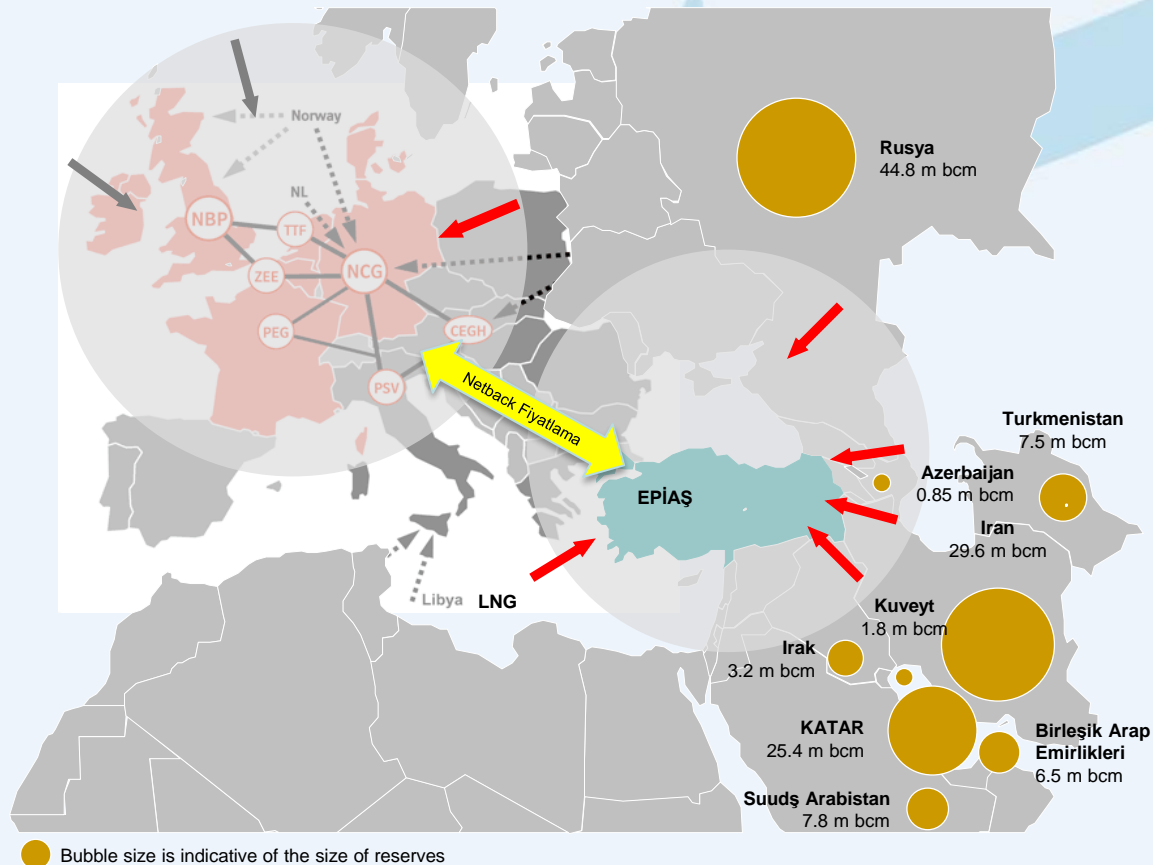 Norway
NL
NBP
TTF
ZEE
NCG
PEG
CEGH
PSV
Netback Fiyatlama
Rusya
44.8 m bcm
Turkmenistan
7.5 m bcm
Azerbaijan
0.85 m bcm
EPİAŞ
Iran
29.6 m bcm
Libya
LNG
Kuveyt
1.8 m bcm
Irak
3.2 m bcm
KATAR
25.4 m bcm
Birleşik Arap
Emirlikleri
6.5 m bcm
Suudş Arabistan
7.8 m bcm
Bubble size is indicative of the size of reserves